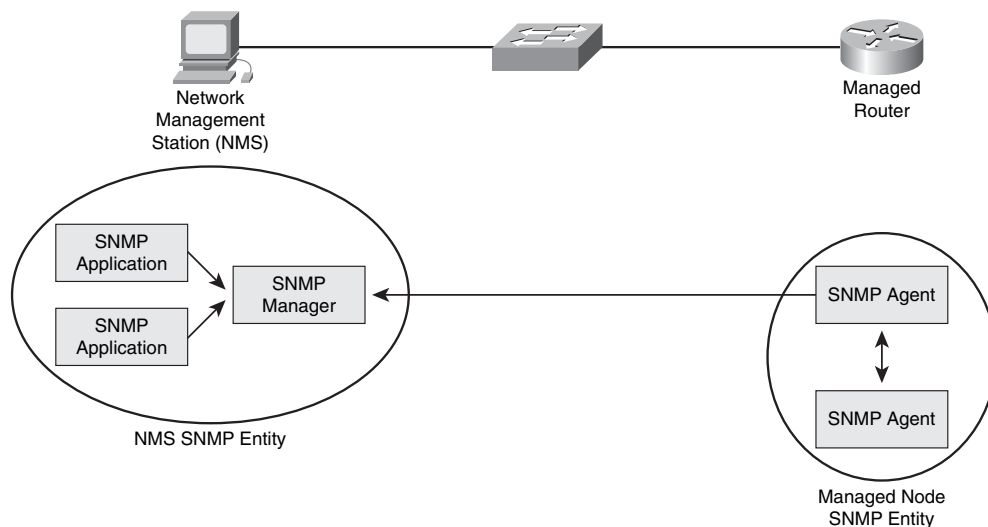 Network
Management
Station (NMS)
Managed
Router
SNMP
Application
SNMP
Application
SNMP
Manager
NMS SNMP Entity
SNMP Agent
SNMP Agent
Managed Node
SNMP Entity